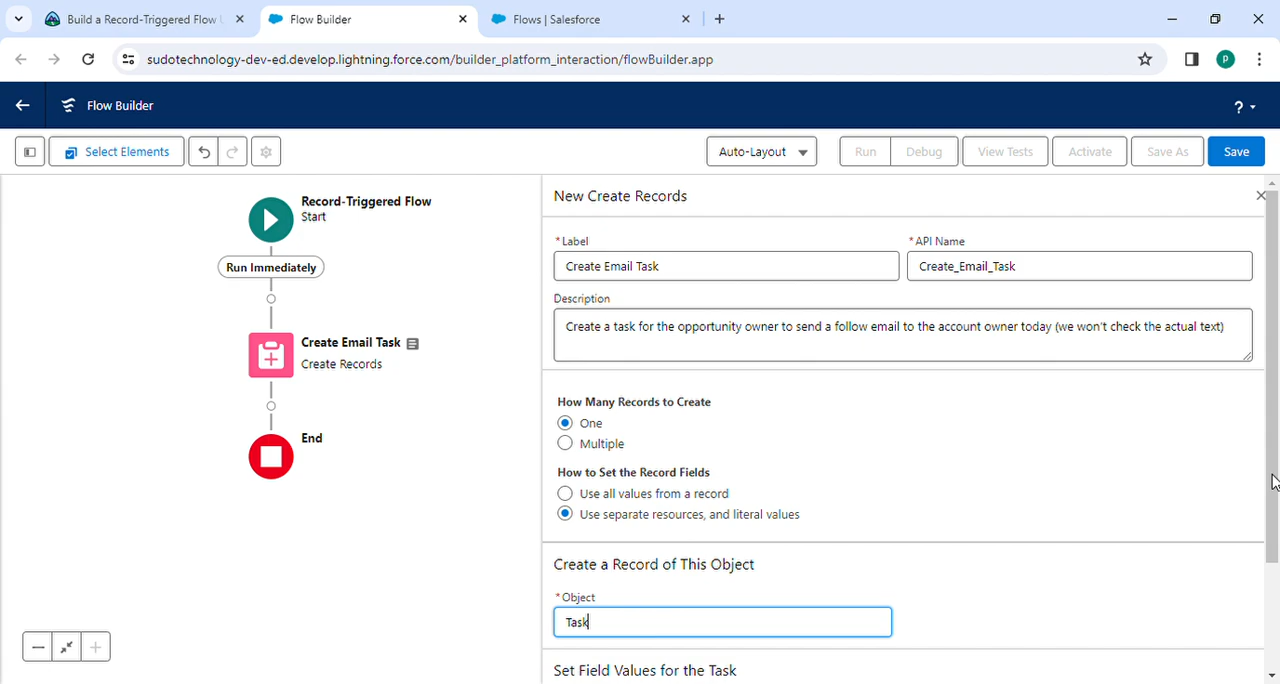 Build a Record-Triggered Flow
Flow Builder
Flows | Salesforce
sudotechnology-dev-ed.develop.lightning.force.com/builder_platform_interaction/flowBuilder.app
P
Flow Builder
?
Select Elements
Auto-Layout
Run
Debug
View Tests
Activate
Save As
Save
Record-Triggered Flow
Start
Run Immediately
Create Email Task
Create Records
End
New Create Records
* Label
* API Name
Create Email Task
Create_Email_Task
Description
Create a task for the opportunity owner to send a follow email to the account owner today (we won't check the actual text)
How Many Records to Create
One
Multiple
How to Set the Record Fields
Use all values from a record
Use separate resources, and literal values
Create a Record of This Object
* Object
Task
Set Field Values for the Task